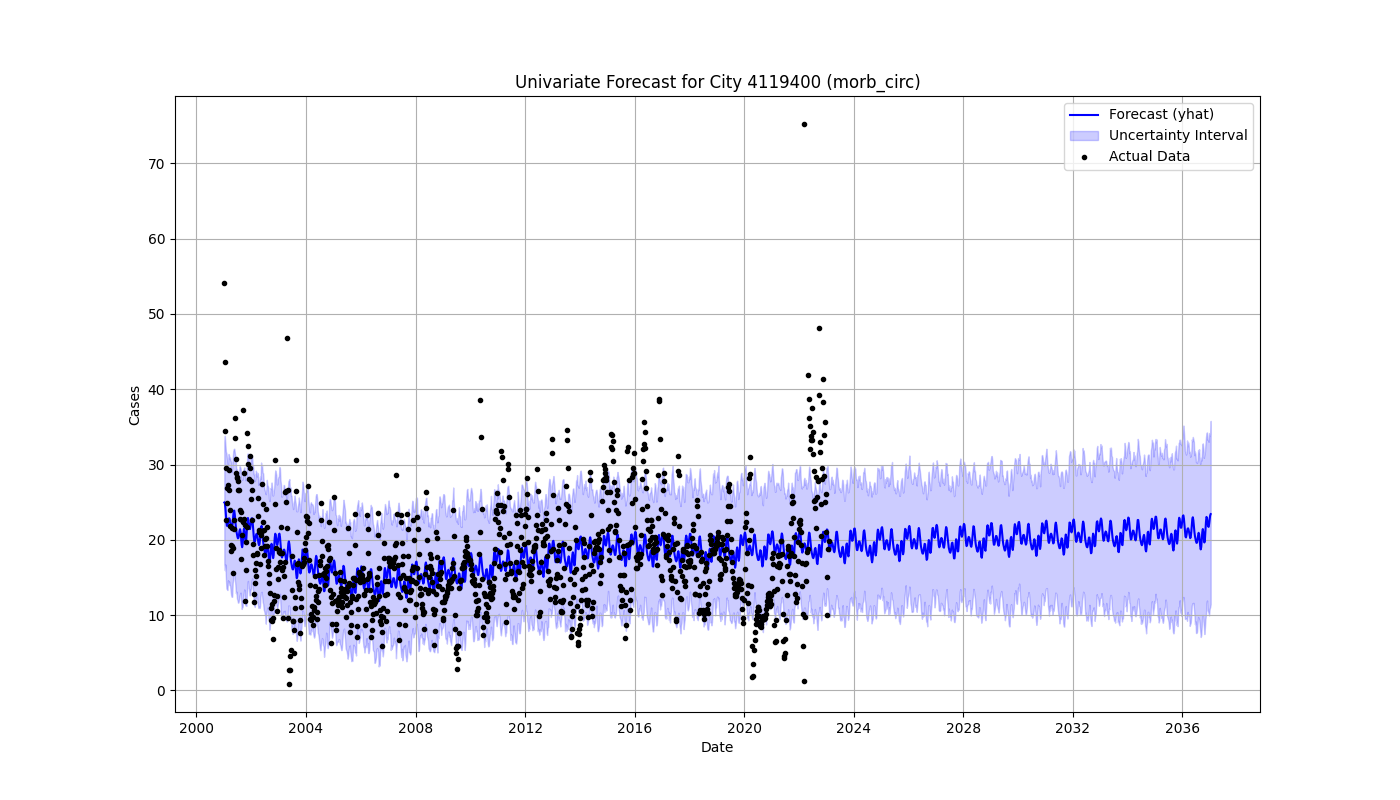 Univariate Forecast for City 4119400 (morb_circ)
Forecast (yhat)
Uncertainty Interval
Actual Data
Cases
70
60
50
40
30
20
10
0
2000 2004 2008 2012 2016 2020 2024 2028 2032 2036
Date